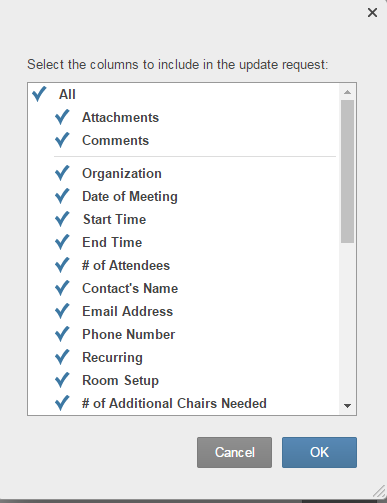 Select the columns to include in the update request:
All
Attachments
Comments
Organization
Date of Meeting
Start Time
End Time
# of Attendees
Contact's Name
Email Address
Phone Number
Recurring
Room Setup
# of Additional Chairs Needed
Cancel OK